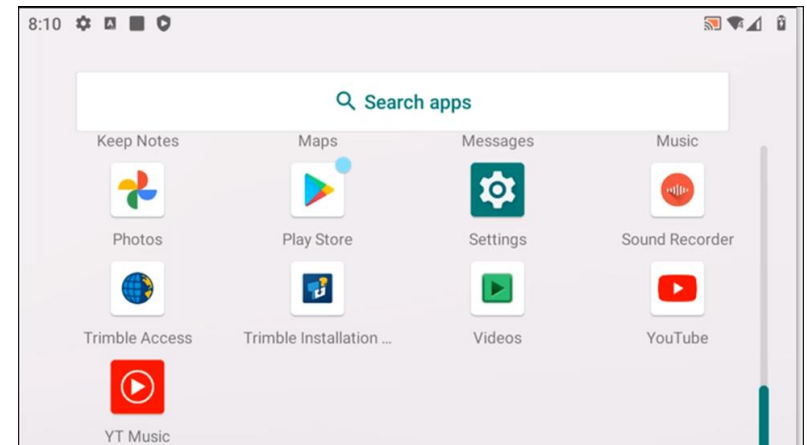 8:10
Search apps
Keep Notes Maps Messages Music
Photos Play Store Settings Sound Recorder
Trimble Access Trimble Installation ... Videos YouTube
YT Music